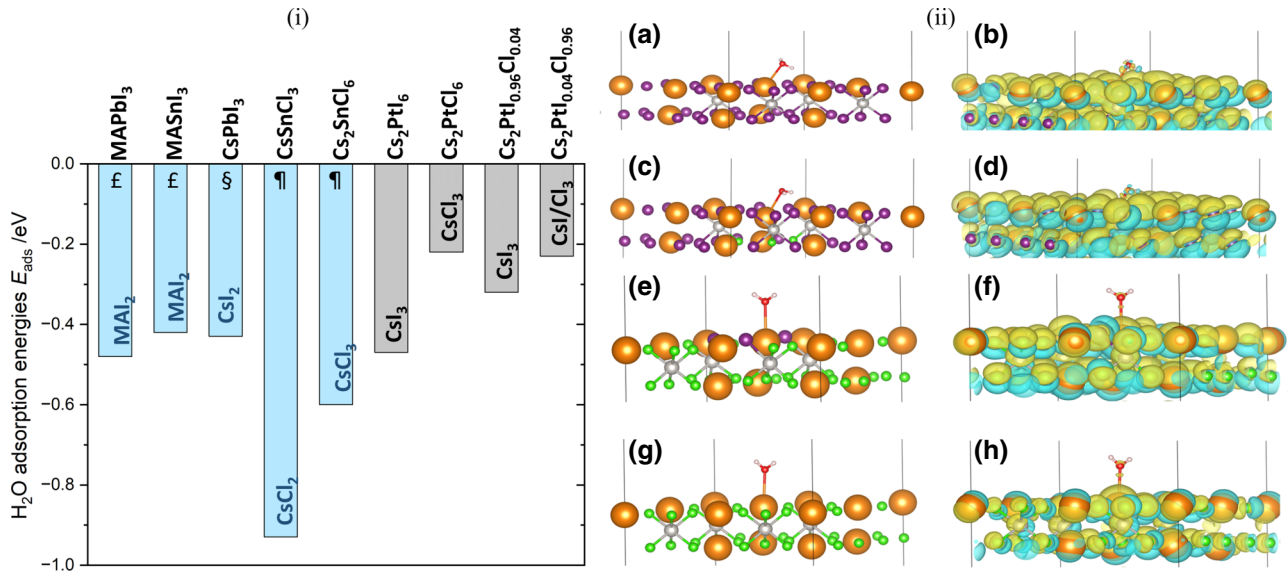 (i)
MAPbI₃
MASnI₃
CsPbI₃
CsSnCl₃
Cs₂SnCl₆
Cs₂PtI₆
Cs₂PtCl₆
Cs₂PtI₀.₉₆Cl₀.₀₄
Cs₂PtI₀.₀₄Cl₀.₉₆
H₂O adsorption energies E_ads /eV
0.0
−0.2
−0.4
−0.6
−0.8
−1.0
£
£
§
¶
¶
MAI₂
MAI₂
CsI₂
CsCl₂
CsCl₃
CsI₃
CsCl₃
CsI₃
CsI/Cl₃
(ii)
(a)
(b)
(c)
(d)
(e)
(f)
(g)
(h)